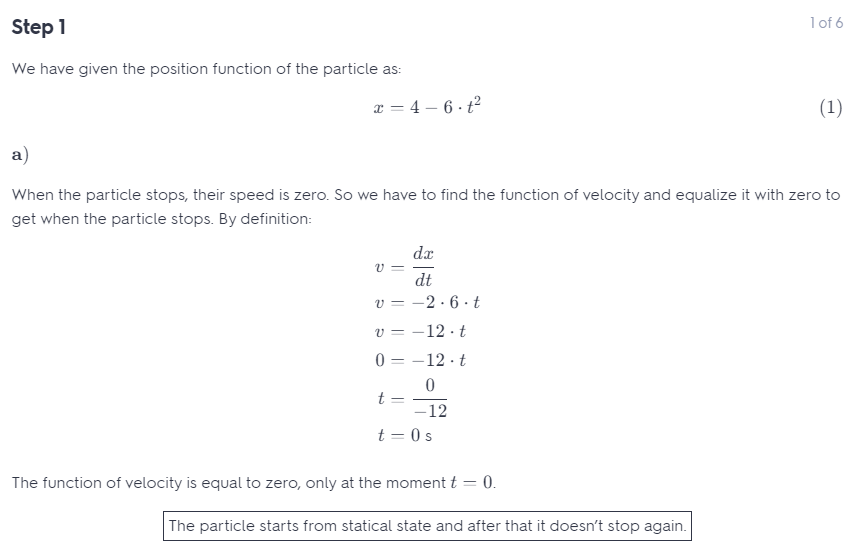 Step 1
1 of 6
We have given the position function of the particle as:
x = 4 − 6 · t² (1)
a)
When the particle stops, their speed is zero. So we have to find the function of velocity and equalize it with zero to
get when the particle stops. By definition:
v = dx/dt
v = −2 · 6 · t
v = −12 · t
0 = −12 · t
t = 0/−12
t = 0 s
The function of velocity is equal to zero, only at the moment t = 0.
The particle starts from statical state and after that it doesn't stop again.